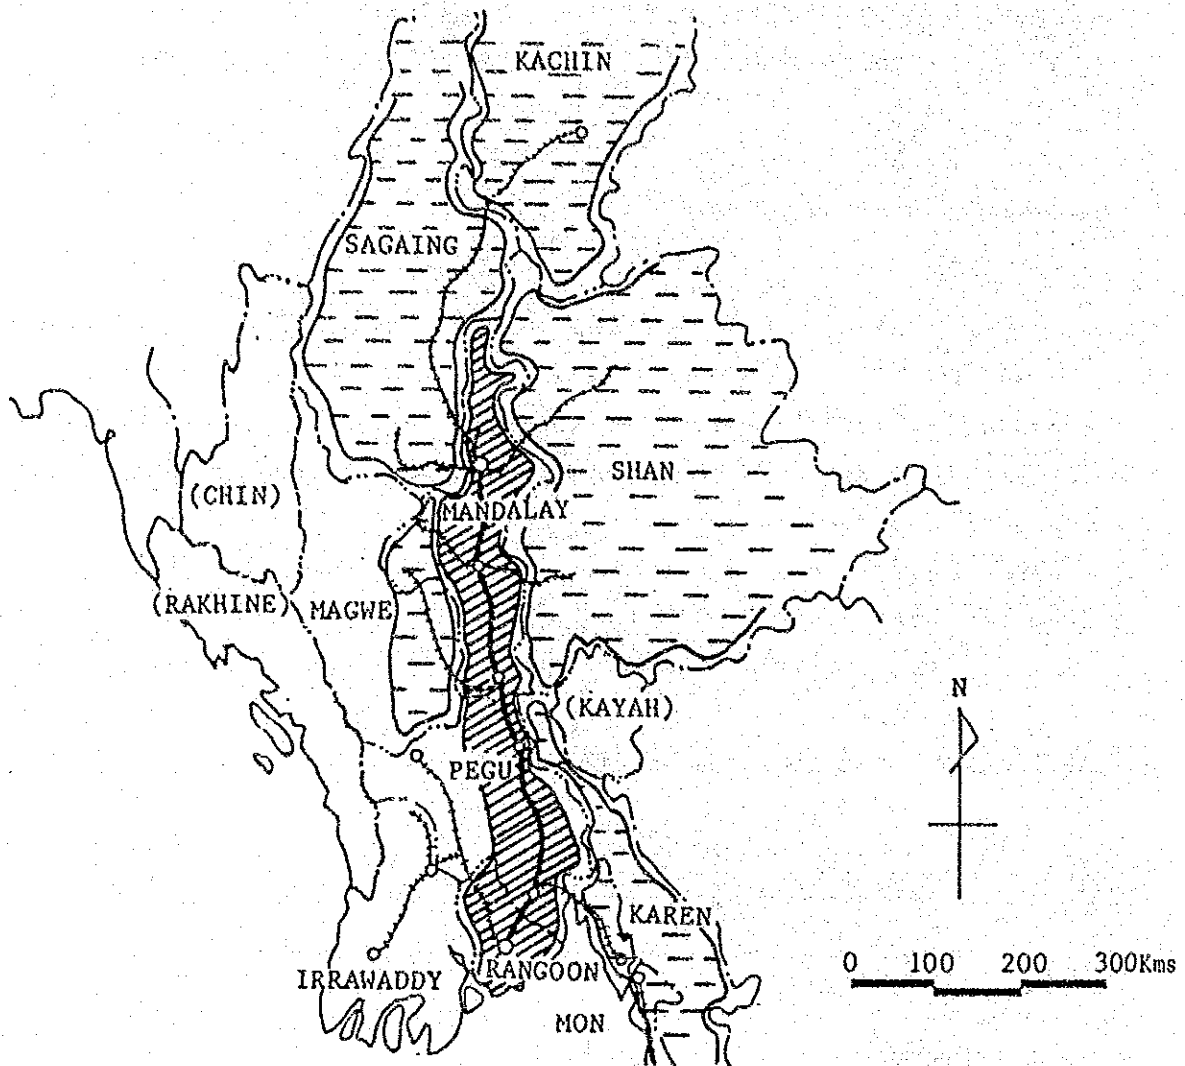 KACHIN
SAGAING
SHAN
(CHIN)
MANDALAY
(RAKHINE)
MAGWE
N
(KAYAH)
PEGU
KAREN
0 100 200 300Kms
IRRAWADDY
RANGOON
MON